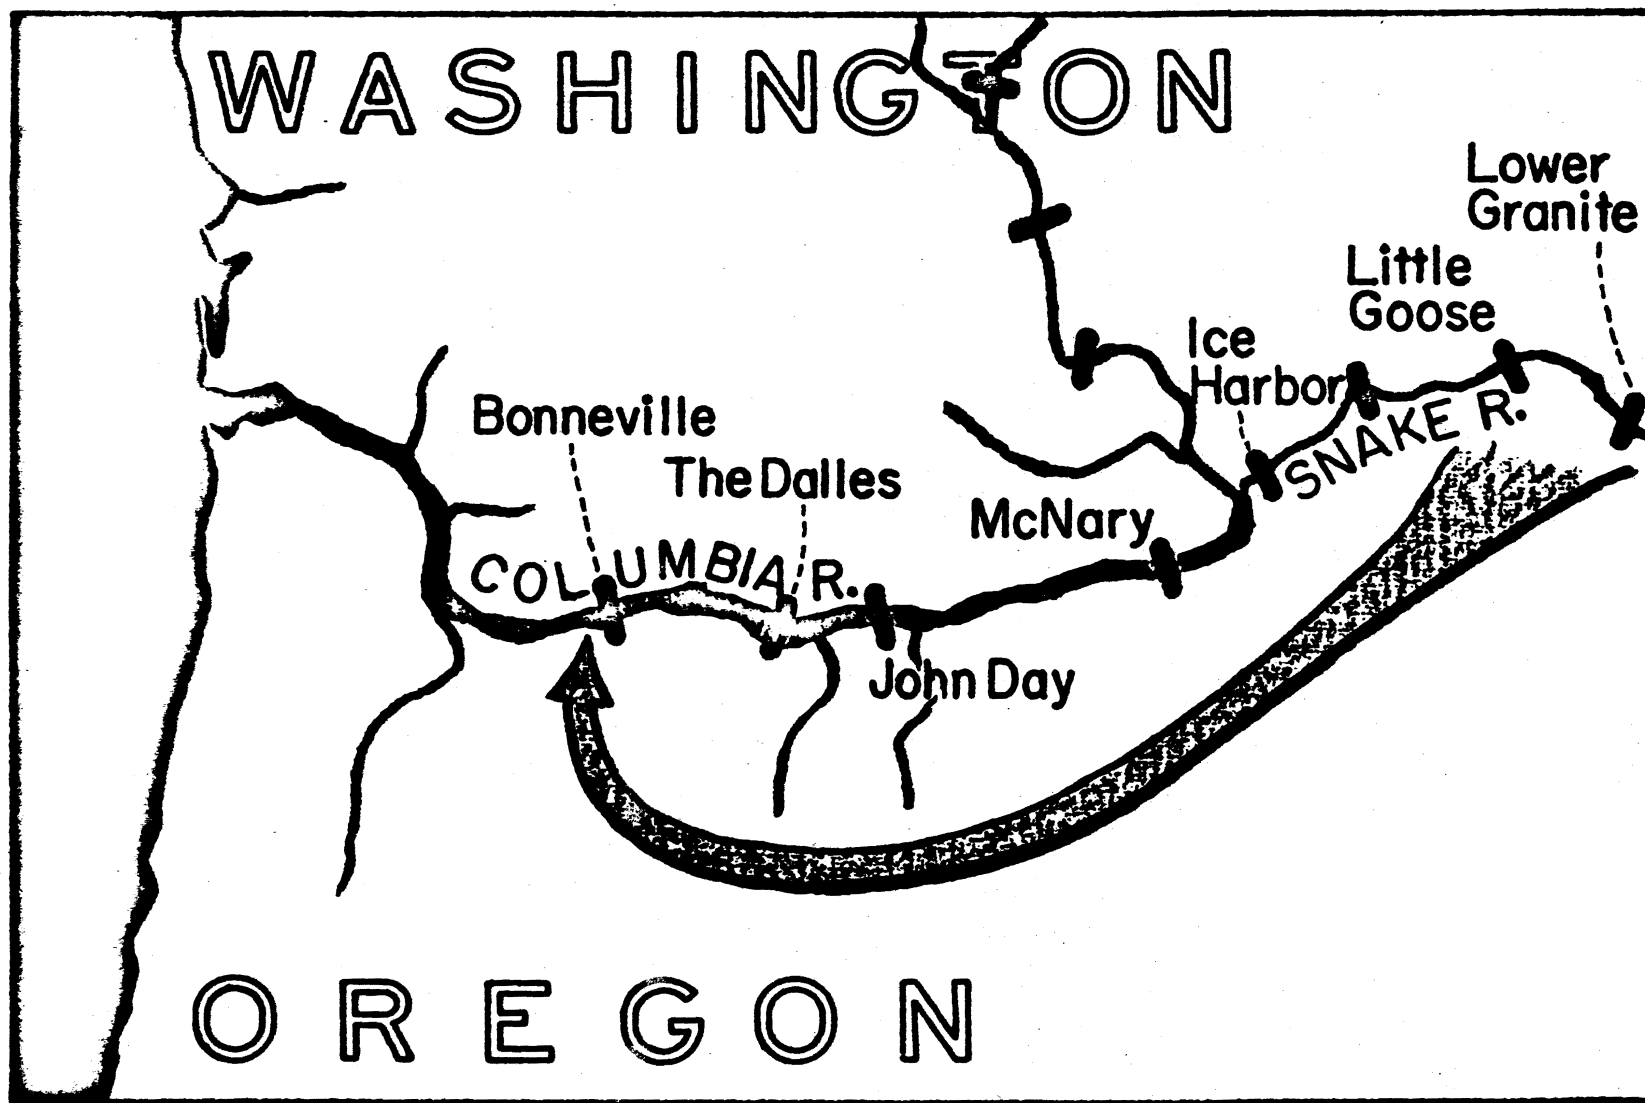 WASHINGTON
Lower
Granite
Little
Goose
Ice
Harbor
SNAKE R.
Bonneville
The Dalles
McNary
COLUMBIA R.
John Day
OREGON